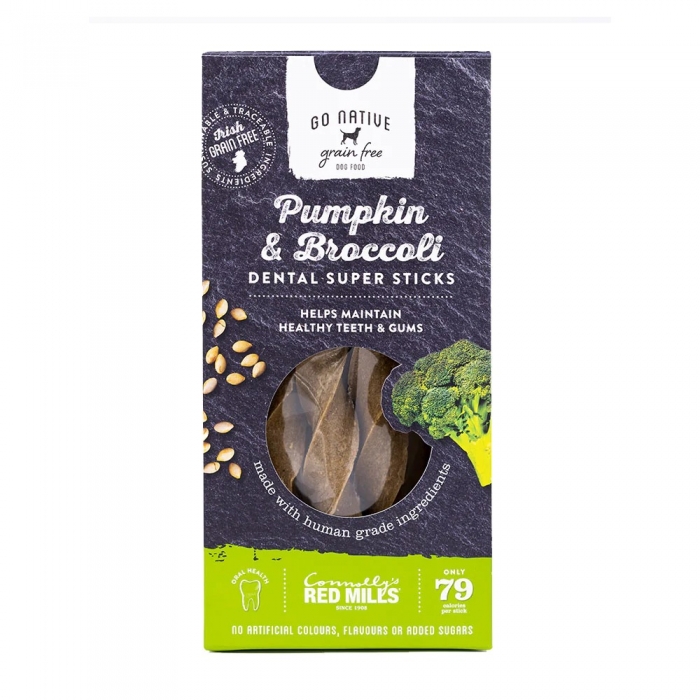 GO NATIVE
grain free
DOG FOOD
SUSTAINABLE & TRACEABLE INGREDIENTS
Irish
GRAIN FREE
Pumpkin
& Broccoli
DENTAL SUPER STICKS
HELPS MAINTAIN
HEALTHY TEETH & GUMS
made with human grade ingredients
ORAL HEALTH
Connolly's
RED MILLS
SINCE 1908
ONLY
79
calories
per stick
NO ARTIFICIAL COLOURS, FLAVOURS OR ADDED SUGARS